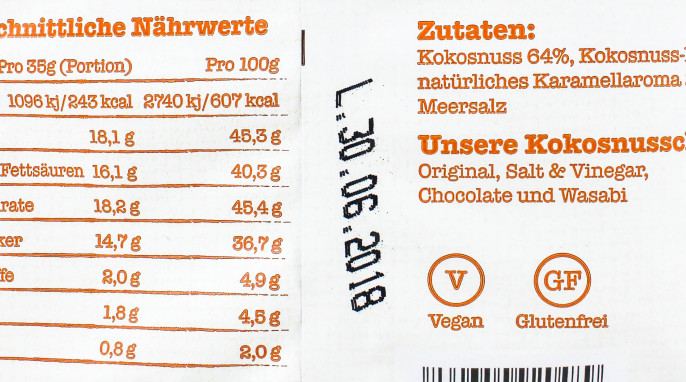 chnittliche Nährwerte
Pro 35g (Portion) Pro 100g
1096 kj/243 kcal 2740 kj/607 kcal
18,1 g 45,3 g
Fettsäuren 16,1 g 40,3 g
rate 18,2 g 45,4 g
ker 14,7 g 36,7 g
fe 2,0 g 4,9 g
1,8 g 4,5 g
0,8 g 2,0 g
L:30.06.2018
Zutaten:
Kokosnuss 64%, Kokosnuss-
natürliches Karamellaroma
Meersalz
Unsere Kokosnussc
Original, Salt & Vinegar,
Chocolate und Wasabi
V GF
Vegan Glutenfrei